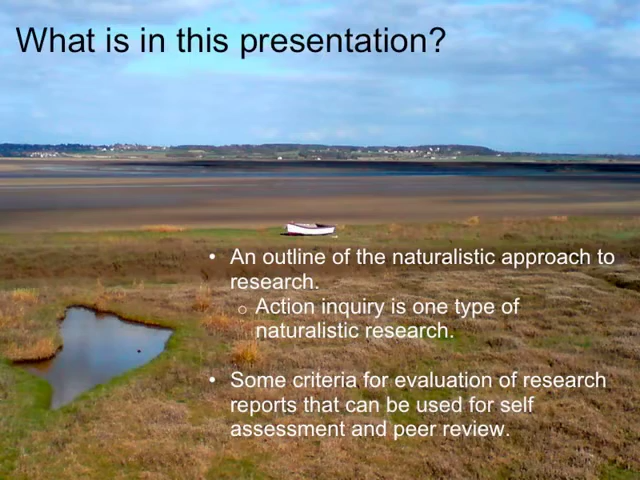 What is in this presentation?
• An outline of the naturalistic approach to
research.
o Action inquiry is one type of
naturalistic research.
• Some criteria for evaluation of research
reports that can be used for self
assessment and peer review.